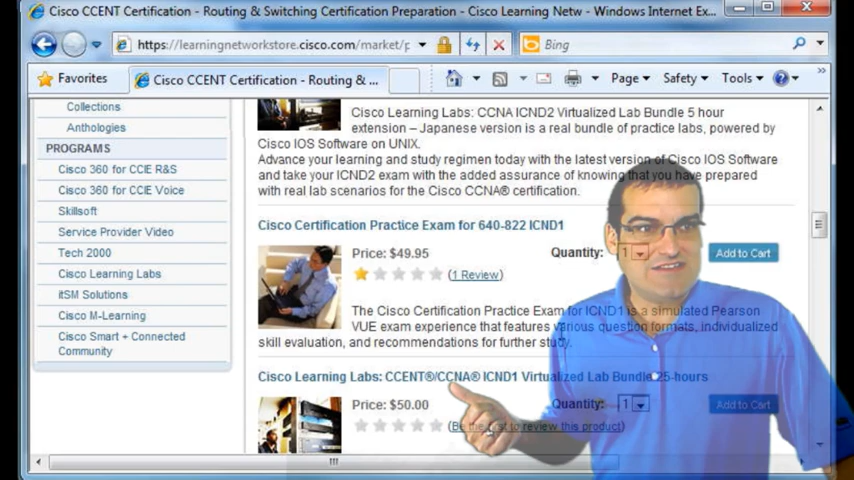 Cisco CCENT Certification - Routing & Switching Certification Preparation - Cisco Learning Netw - Windows Internet Ex...
https://learningnetworkstore.cisco.com/market/p
Bing
Favorites
Cisco CCENT Certification - Routing & ...
Page
Safety
Tools
Collections
Anthologies
PROGRAMS
Cisco 360 for CCIE R&S
Cisco 360 for CCIE Voice
Skillsoft
Service Provider Video
Tech 2000
Cisco Learning Labs
itSM Solutions
Cisco M-Learning
Cisco Smart + Connected
Community
Cisco Learning Labs: CCNA ICND2 Virtualized Lab Bundle 5 hour
extension – Japanese version is a real bundle of practice labs, powered by
Cisco IOS Software on UNIX.
Advance your learning and study regimen today with the latest version of Cisco IOS Software
and take your ICND2 exam with the added assurance of knowing that you have prepared
with real lab scenarios for the Cisco CCNA® certification.
Cisco Certification Practice Exam for 640-822 ICND1
Price: $49.95
Quantity: 1
Add to Cart
(1 Review)
The Cisco Certification Practice Exam for ICND1 is a simulated Pearson
VUE exam experience that features various question formats, individualized
skill evaluation, and recommendations for further study.
Cisco Learning Labs: CCENT®/CCNA® ICND1 Virtualized Lab Bundle 25-hours
Price: $50.00
Quantity: 1
Add to Cart
(Be the first to review this product)